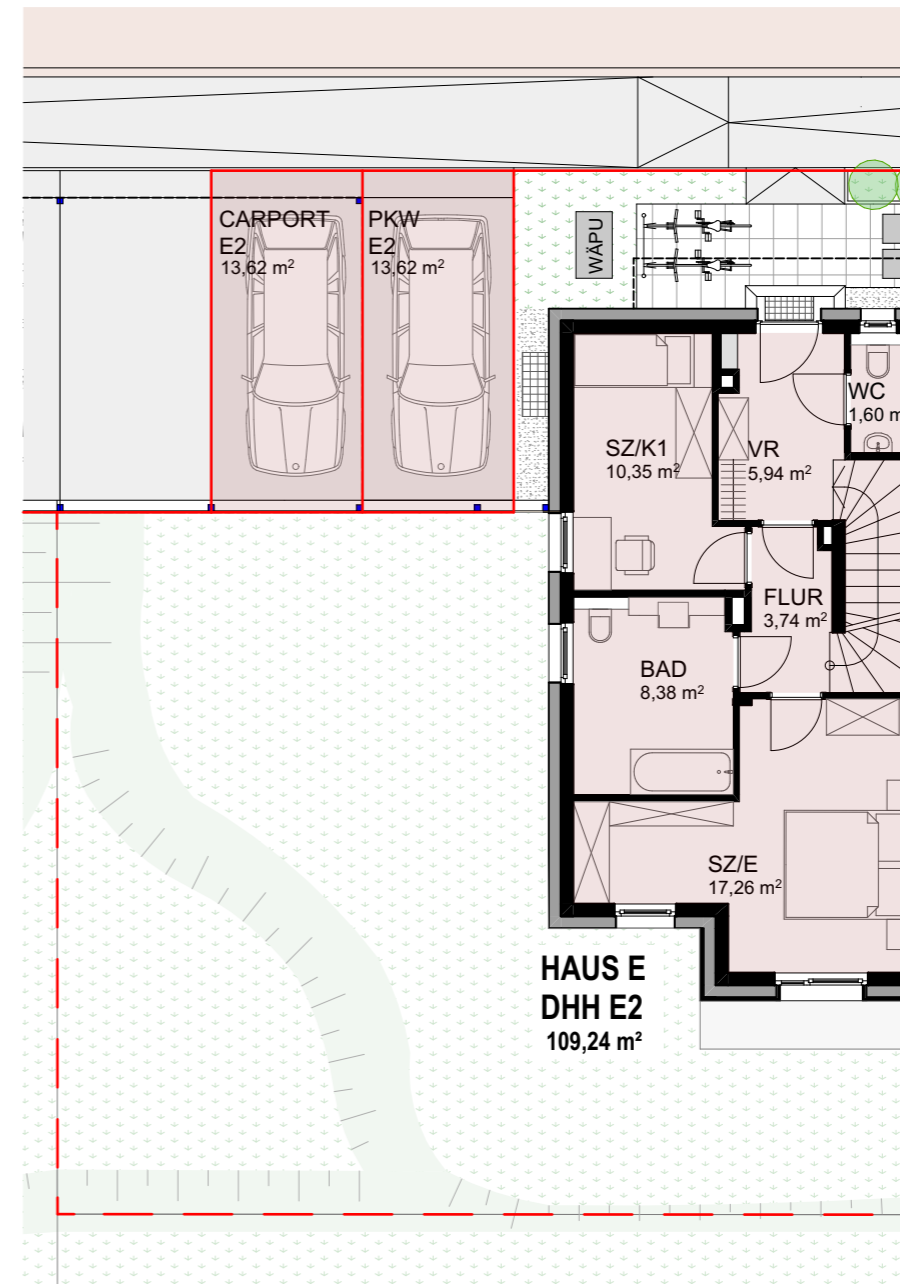 CARPORT
E2
13,62 m²
PKW
E2
13,62 m²
WÄPU
WC
1,60 m
SZ/K1
10,35 m²
VR
5,94 m²
FLUR
3,74 m²
BAD
8,38 m²
SZ/E
17,26 m²
HAUS E
DHH E2
109,24 m²